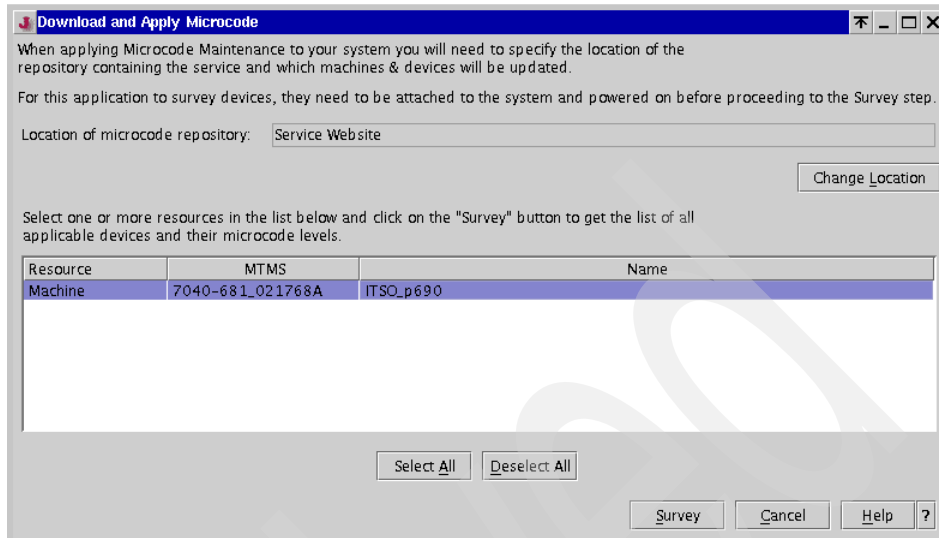 Download and Apply Microcode
When applying Microcode Maintenance to your system you will need to specify the location of the
repository containing the service and which machines & devices will be updated.
For this application to survey devices, they need to be attached to the system and powered on before proceeding to the Survey step.
Location of microcode repository: Service Website
Change Location
Select one or more resources in the list below and click on the "Survey" button to get the list of all
applicable devices and their microcode levels.
Resource MTMS Name
Machine 7040-681_021768A ITSO_p690
Select All Deselect All
Survey Cancel Help ?